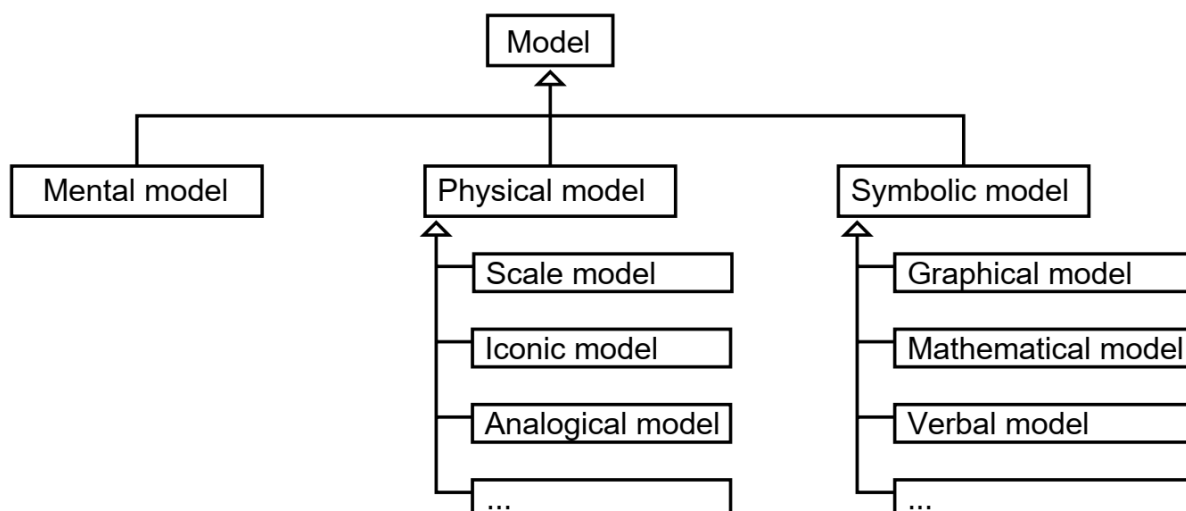 Model
Mental model
Physical model
Symbolic model
Scale model
Graphical model
Iconic model
Mathematical model
Analogical model
Verbal model
...
...